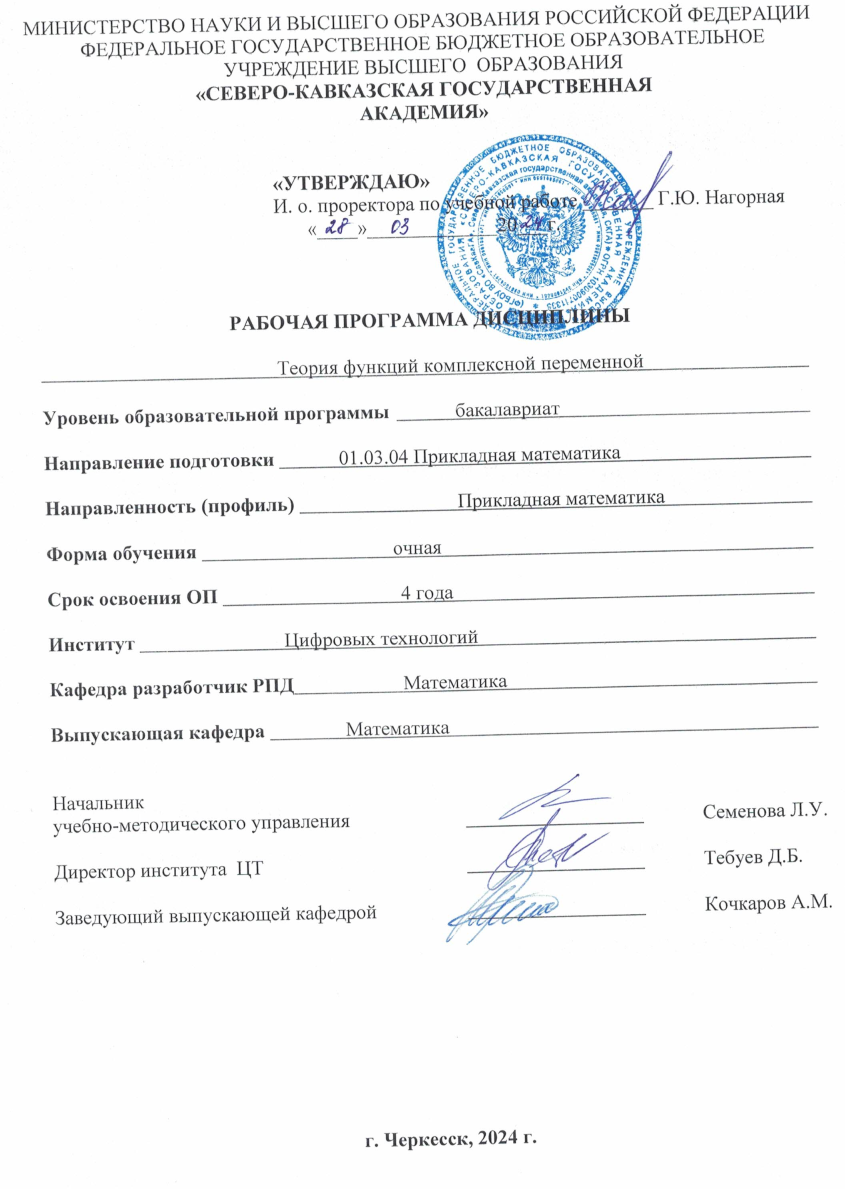 МИНИСТЕРСТВО НАУКИ И ВЫСШЕГО ОБРАЗОВАНИЯ РОССИЙСКОЙ ФЕДЕРАЦИИ
ФЕДЕРАЛЬНОЕ ГОСУДАРСТВЕННОЕ БЮДЖЕТНОЕ ОБРАЗОВАТЕЛЬНОЕ
УЧРЕЖДЕНИЕ ВЫСШЕГО ОБРАЗОВАНИЯ
«СЕВЕРО-КАВКАЗСКАЯ ГОСУДАРСТВЕННАЯ
АКАДЕМИЯ»
«УТВЕРЖДАЮ»
И. о. проректора по учебной работе Г.Ю. Нагорная
«28» 03 2024 г.
РАБОЧАЯ ПРОГРАММА ДИСЦИПЛИНЫ
Теория функций комплексной переменной
Уровень образовательной программы бакалавриат
Направление подготовки 01.03.04 Прикладная математика
Направленность (профиль) Прикладная математика
Форма обучения очная
Срок освоения ОП 4 года
Институт Цифровых технологий
Кафедра разработчик РПД Математика
Выпускающая кафедра Математика
Начальник
учебно-методического управления Семенова Л.У.
Директор института ЦТ Тебуев Д.Б.
Заведующий выпускающей кафедрой Кочкаров А.М.
г. Черкесск, 2024 г.